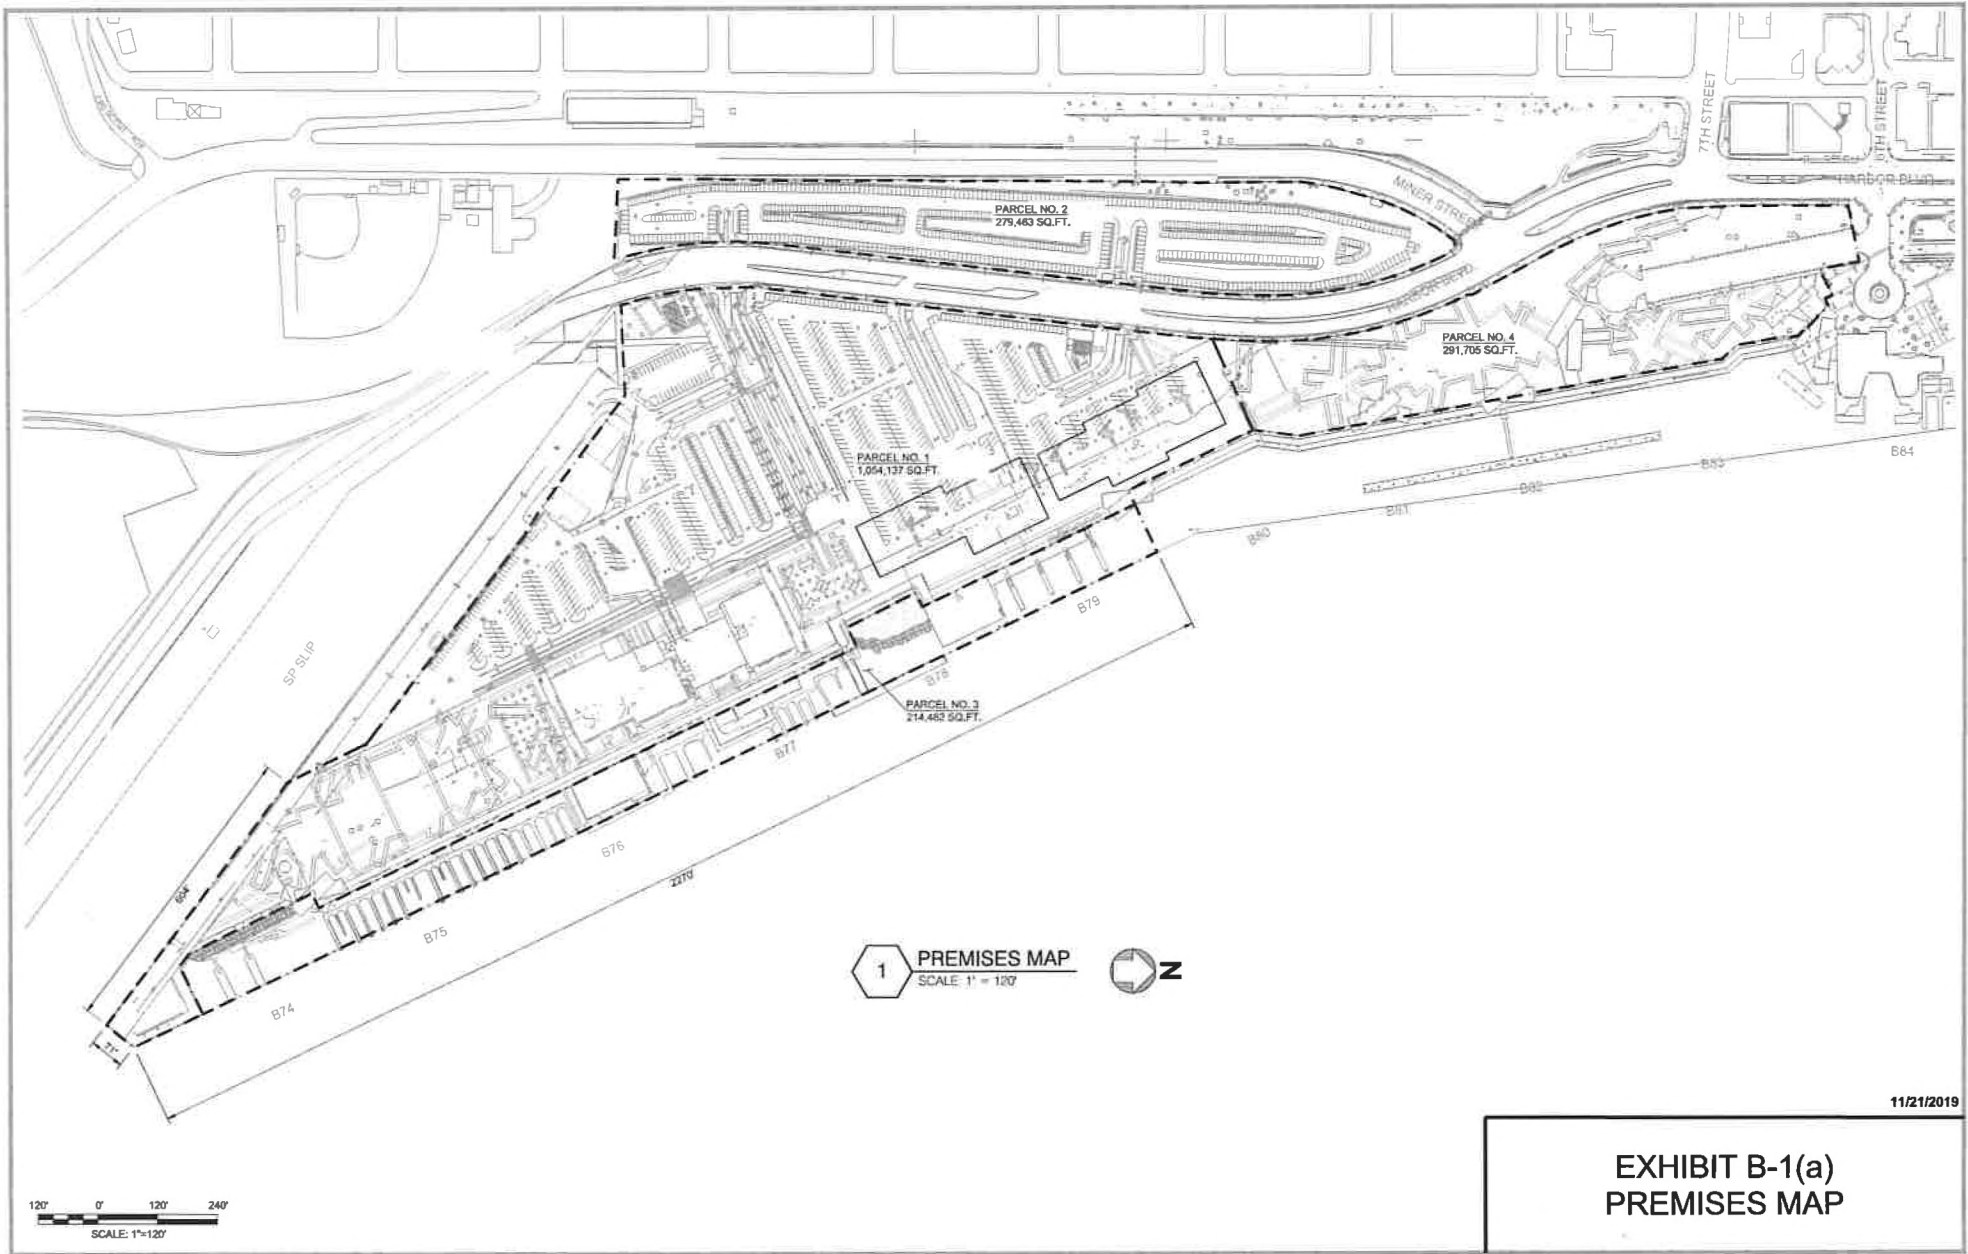 7TH STREET
6TH STREET
HARBOR BLVD
MINER STREET
PARCEL NO. 2
279,463 SQ.FT.
HARBOR BLVD.
PARCEL NO. 4
291,705 SQ.FT.
PARCEL NO. 1
1,054,137 SQ.FT.
B84
B83
B82
B81
B80
B79
SP SLIP
B78
PARCEL NO. 3
214,482 SQ.FT.
B77
B76
2270'
604'
B75
B74
71'
1
PREMISES MAP
SCALE: 1" = 120'
N
11/21/2019
EXHIBIT B-1(a)
PREMISES MAP
120'
0'
120'
240'
SCALE: 1"=120'